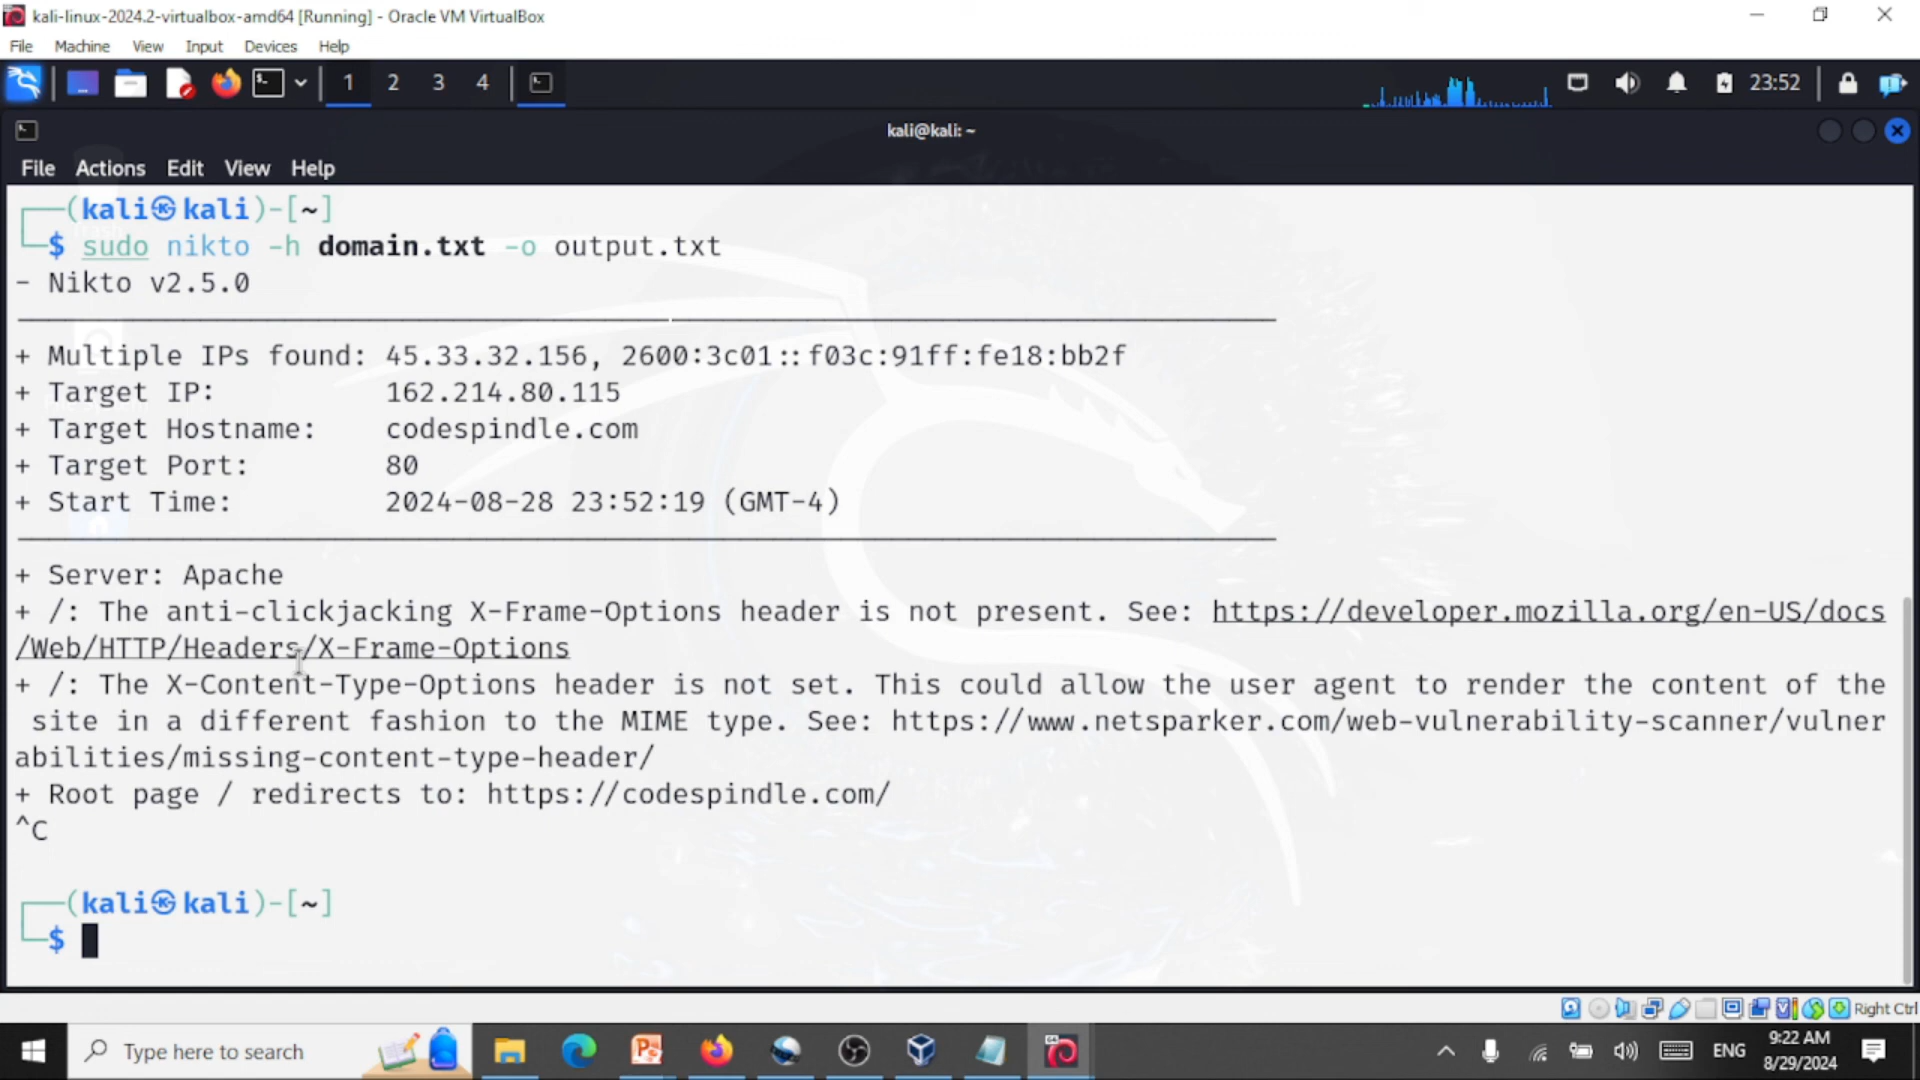 kali-linux-2024.2-virtualbox-amd64 [Running] - Oracle VM VirtualBox
File Machine View Input Devices Help
1 2 3 4 23:52
kali@kali: ~
File Actions Edit View Help
(kali㉿kali)-[~]
$ sudo nikto -h domain.txt -o output.txt
- Nikto v2.5.0
+ Multiple IPs found: 45.33.32.156, 2600:3c01::f03c:91ff:fe18:bb2f
+ Target IP: 162.214.80.115
+ Target Hostname: codespindle.com
+ Target Port: 80
+ Start Time: 2024-08-28 23:52:19 (GMT-4)
+ Server: Apache
+ /: The anti-clickjacking X-Frame-Options header is not present. See: https://developer.mozilla.org/en-US/docs
/Web/HTTP/Headers/X-Frame-Options
+ /: The X-Content-Type-Options header is not set. This could allow the user agent to render the content of the
site in a different fashion to the MIME type. See: https://www.netsparker.com/web-vulnerability-scanner/vulner
abilities/missing-content-type-header/
+ Root page / redirects to: https://codespindle.com/
^C
(kali㉿kali)-[~]
$
Right Ctrl
Type here to search
ENG
9:22 AM
8/29/2024